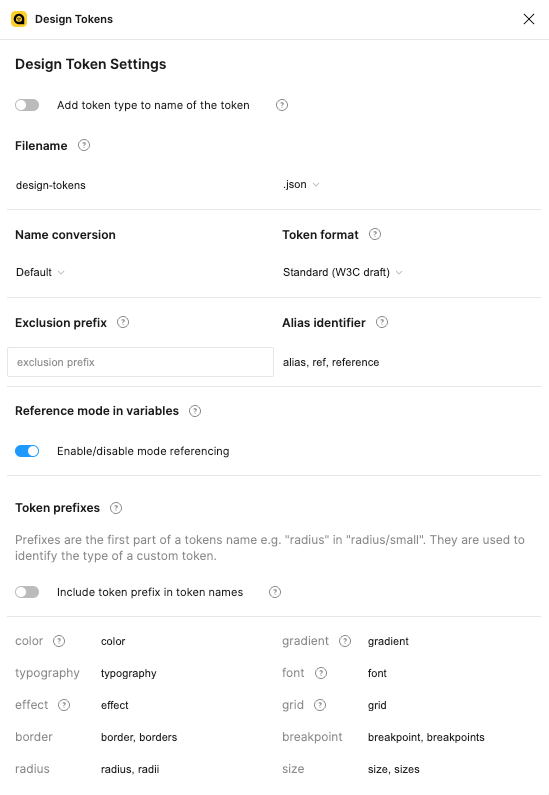 Design Tokens
Design Token Settings
Add token type to name of the token ?
Filename ?
design-tokens .json
Name conversion Token format ?
Default Standard (W3C draft)
Exclusion prefix ? Alias identifier ?
exclusion prefix alias, ref, reference
Reference mode in variables ?
Enable/disable mode referencing
Token prefixes ?
Prefixes are the first part of a tokens name e.g. "radius" in "radius/small". They are used to
identify the type of a custom token.
Include token prefix in token names ?
color ? color gradient ? gradient
typography typography font ? font
effect ? effect grid ? grid
border border, borders breakpoint breakpoint, breakpoints
radius radius, radii size size, sizes